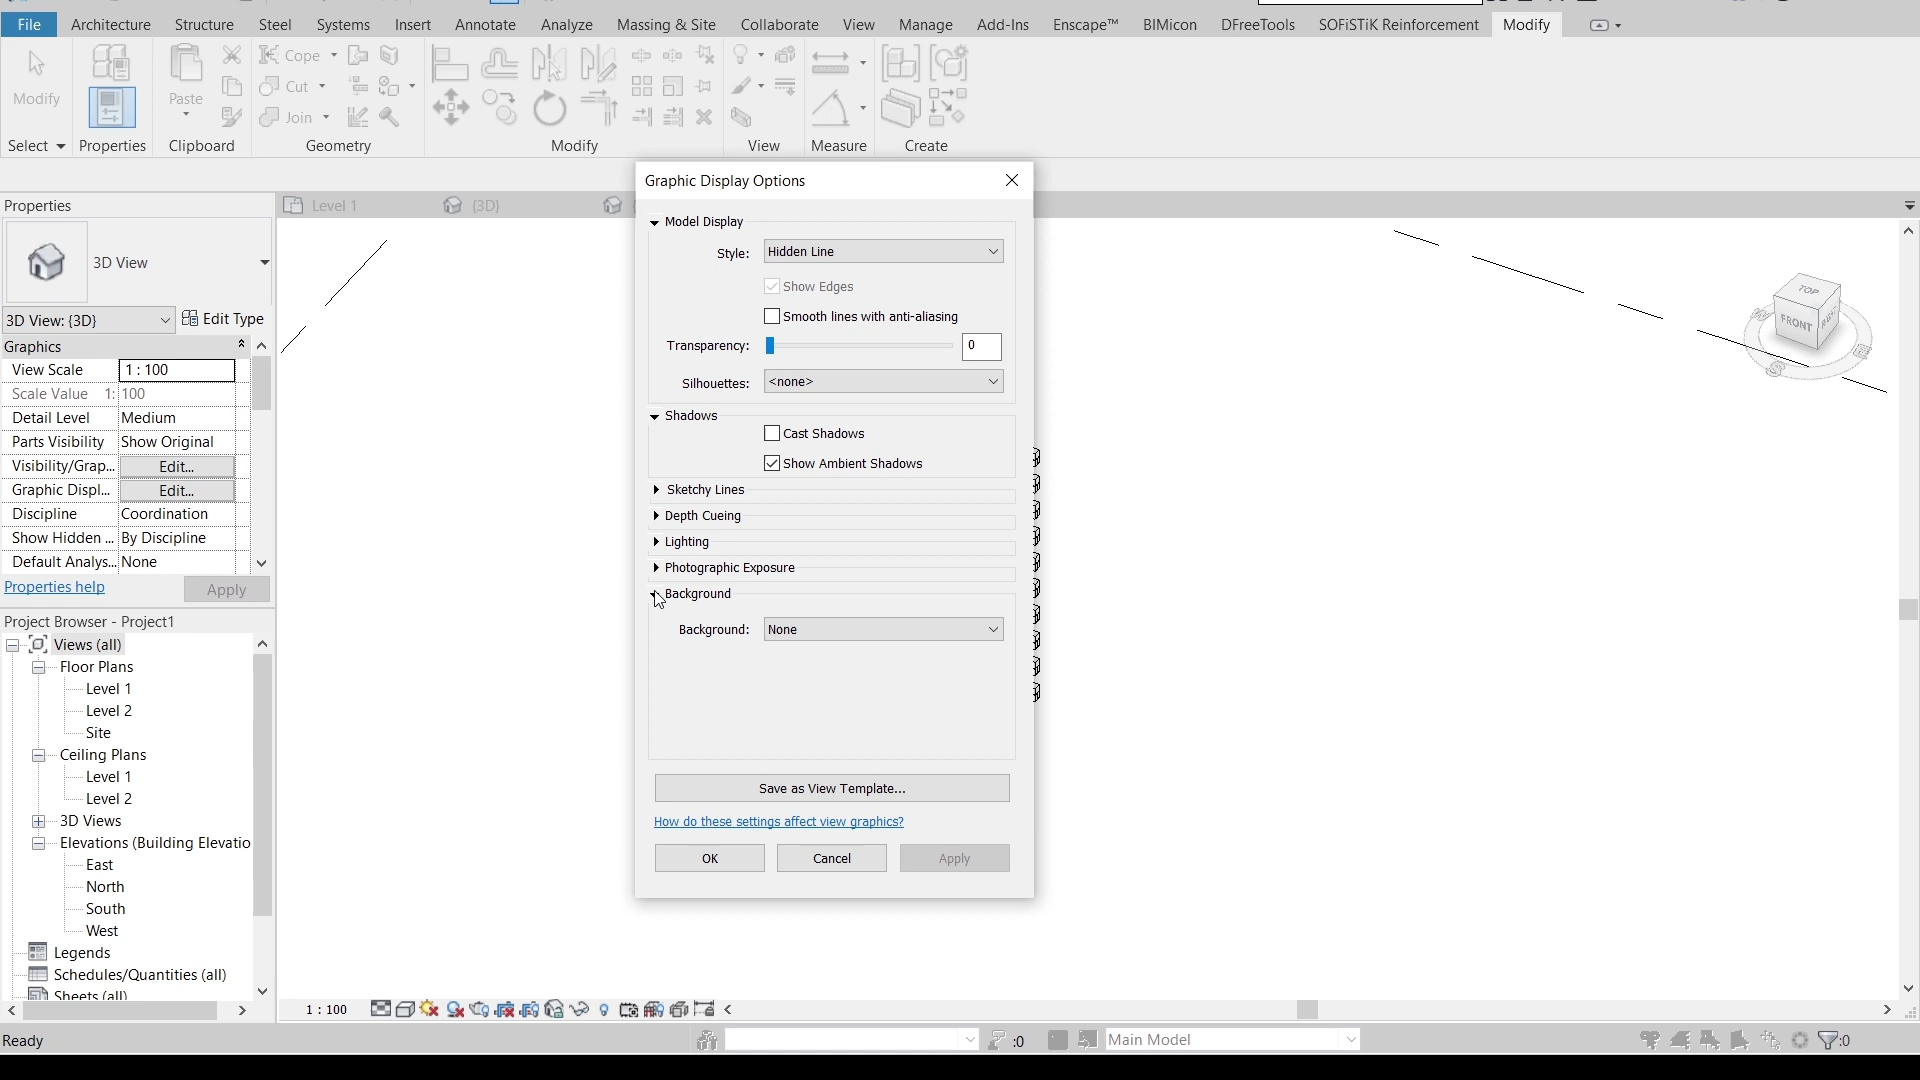 File Architecture Structure Steel Systems Insert Annotate Analyze Massing & Site Collaborate View Manage Add-Ins Enscape™ BIMicon DFreeTools SOFiSTiK Reinforcement Modify
Modify
Paste
Cope
Cut
Join
Select Properties Clipboard Geometry Modify View Measure Create
Properties
3D View
3D View: {3D}
Edit Type
Graphics
View Scale 1 : 100
Scale Value 1: 100
Detail Level Medium
Parts Visibility Show Original
Visibility/Grap... Edit...
Graphic Displ... Edit...
Discipline Coordination
Show Hidden ... By Discipline
Default Analys... None
Properties help
Apply
Project Browser - Project1
Views (all)
Floor Plans
Level 1
Level 2
Site
Ceiling Plans
Level 1
Level 2
3D Views
Elevations (Building Elevatio
East
North
South
West
Legends
Schedules/Quantities (all)
Sheets (all)
Level 1
{3D}
Graphic Display Options
Model Display
Style: Hidden Line
Show Edges
Smooth lines with anti-aliasing
Transparency: 0
Silhouettes: <none>
Shadows
Cast Shadows
Show Ambient Shadows
Sketchy Lines
Depth Cueing
Lighting
Photographic Exposure
Background
Background: None
Save as View Template...
How do these settings affect view graphics?
OK Cancel Apply
TOP
FRONT
RIGHT
W
E
S
1 : 100
Ready
:0
Main Model
:0